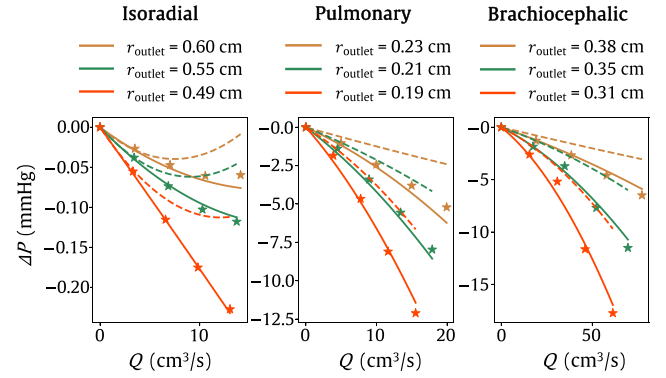 Isoradial Pulmonary Brachiocephalic
r_outlet = 0.60 cm r_outlet = 0.23 cm r_outlet = 0.38 cm
r_outlet = 0.55 cm r_outlet = 0.21 cm r_outlet = 0.35 cm
r_outlet = 0.49 cm r_outlet = 0.19 cm r_outlet = 0.31 cm
ΔP (mmHg)
0.00
−0.05
−0.10
−0.15
−0.20
0 10
Q (cm³/s)
−0.0
−2.5
−5.0
−7.5
−10.0
−12.5
0 10 20
Q (cm³/s)
−0
−5
−10
−15
0 50
Q (cm³/s)